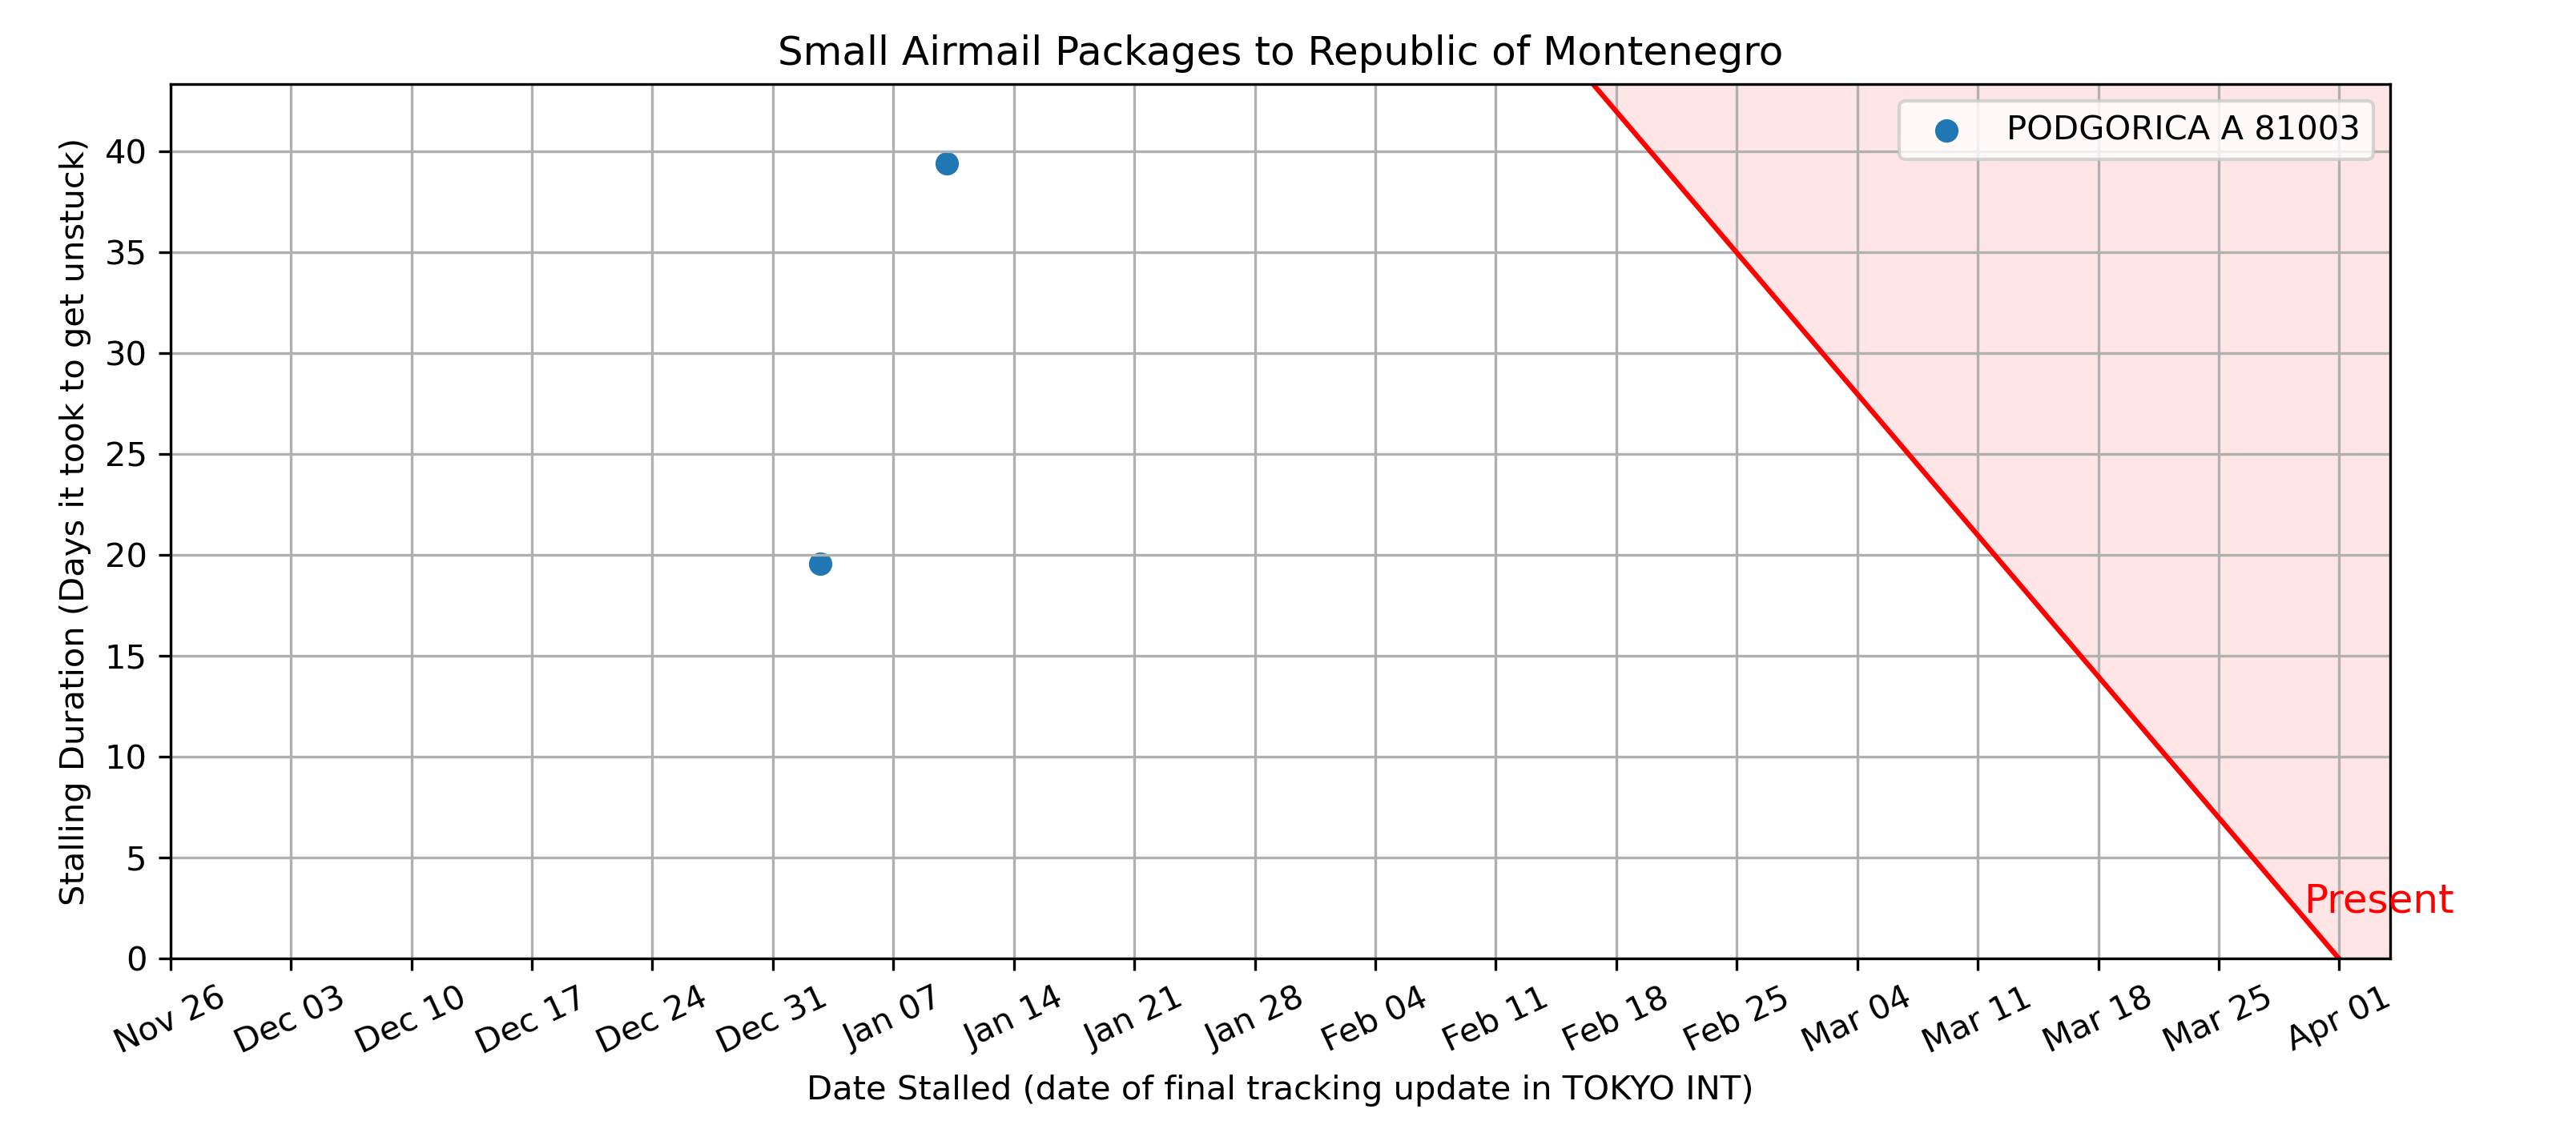 Small Airmail Packages to Republic of Montenegro
PODGORICA A 81003
Stalling Duration (Days it took to get unstuck)
40
35
30
25
20
15
10
5
0
Present
Nov 26
Dec 03
Dec 10
Dec 17
Dec 24
Dec 31
Jan 07
Jan 14
Jan 21
Jan 28
Feb 04
Feb 11
Feb 18
Feb 25
Mar 04
Mar 11
Mar 18
Mar 25
Apr 01
Date Stalled (date of final tracking update in TOKYO INT)